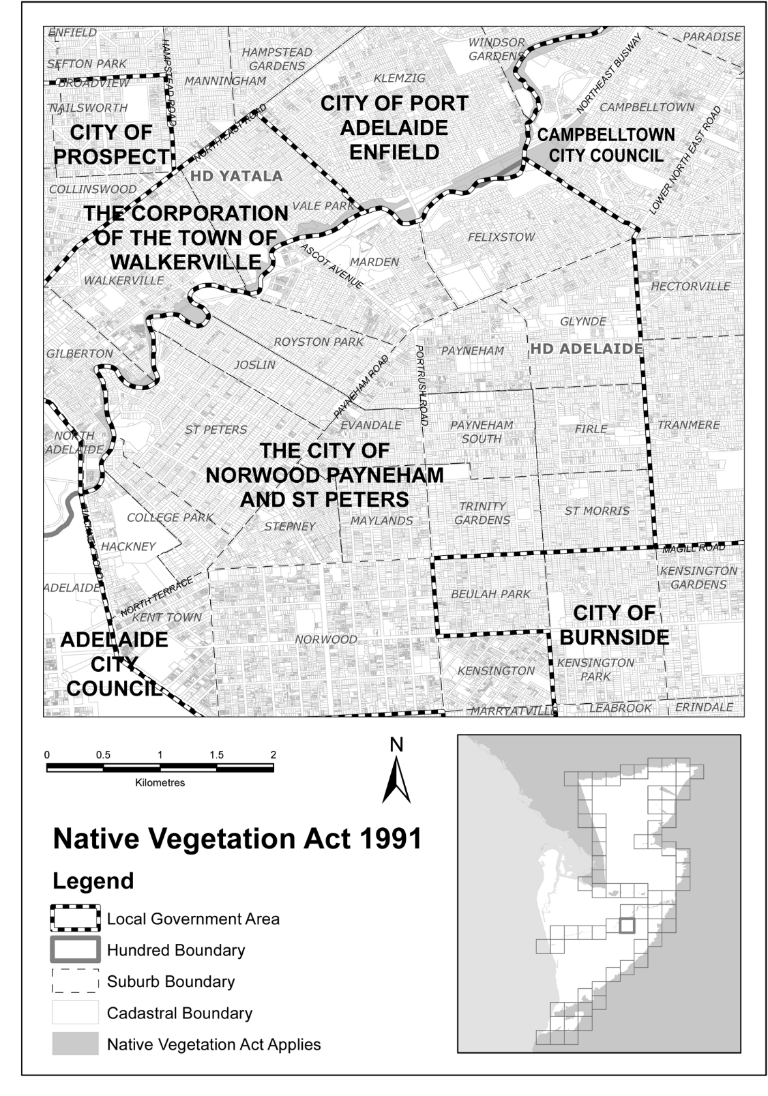 ENFIELD
WINDSOR
GARDENS
PARADISE
HAMPSTEAD
GARDENS
SEFTON PARK
HAMPSTEAD ROAD
MANNINGHAM
KLEMZIG
NORTHEAST BUSWAY
BROADVIEW
NAILSWORTH
CITY OF PORT
ADELAIDE
ENFIELD
CAMPBELLTOWN
CITY OF
PROSPECT
CAMPBELLTOWN
CITY COUNCIL
NORTH EAST ROAD
LOWER NORTH EAST ROAD
HD YATALA
COLLINSWOOD
VALE PARK
THE CORPORATION
OF THE TOWN OF
WALKERVILLE
FELIXSTOW
ASCOT AVENUE
MARDEN
WALKERVILLE
HECTORVILLE
GLYNDE
ROYSTON PARK
PAYNEHAM
HD ADELAIDE
GILBERTON
JOSLIN
PAYNEHAM ROAD
PORTRUSH ROAD
NORTH
ADELAIDE
ST PETERS
EVANDALE
PAYNEHAM
SOUTH
FIRLE
TRANMERE
THE CITY OF
NORWOOD PAYNEHAM
AND ST PETERS
COLLEGE PARK
STEPNEY
MAYLANDS
TRINITY
GARDENS
ST MORRIS
HACKNEY
MAGILL ROAD
KENSINGTON
GARDENS
ADELAIDE
NORTH TERRACE
KENT TOWN
BEULAH PARK
CITY OF
BURNSIDE
ADELAIDE
CITY
COUNCIL
NORWOOD
KENSINGTON
KENSINGTON
PARK
MARRYATVILLE
LEABROOK
ERINDALE
0 0.5 1 1.5 2
Kilometres
N
Native Vegetation Act 1991
Legend
Local Government Area
Hundred Boundary
Suburb Boundary
Cadastral Boundary
Native Vegetation Act Applies